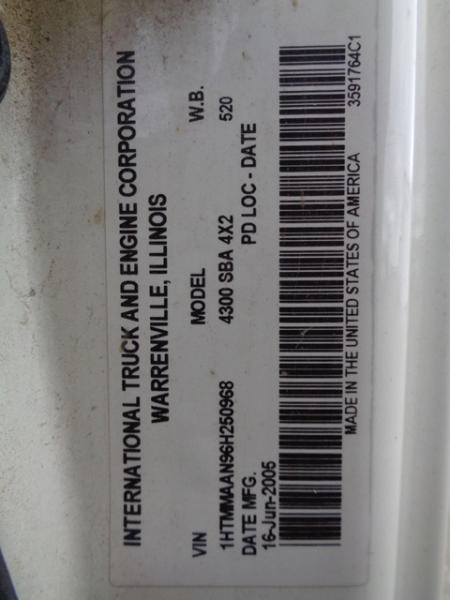 INTERNATIONAL TRUCK AND ENGINE CORPORATION
WARRENVILLE, ILLINOIS
VIN MODEL W.B.
1HTMMAAN96H250968 4300 SBA 4X2 520
DATE MFG. PD LOC - DATE
16-Jun-2005
MADE IN THE UNITED STATES OF AMERICA 3591764C1